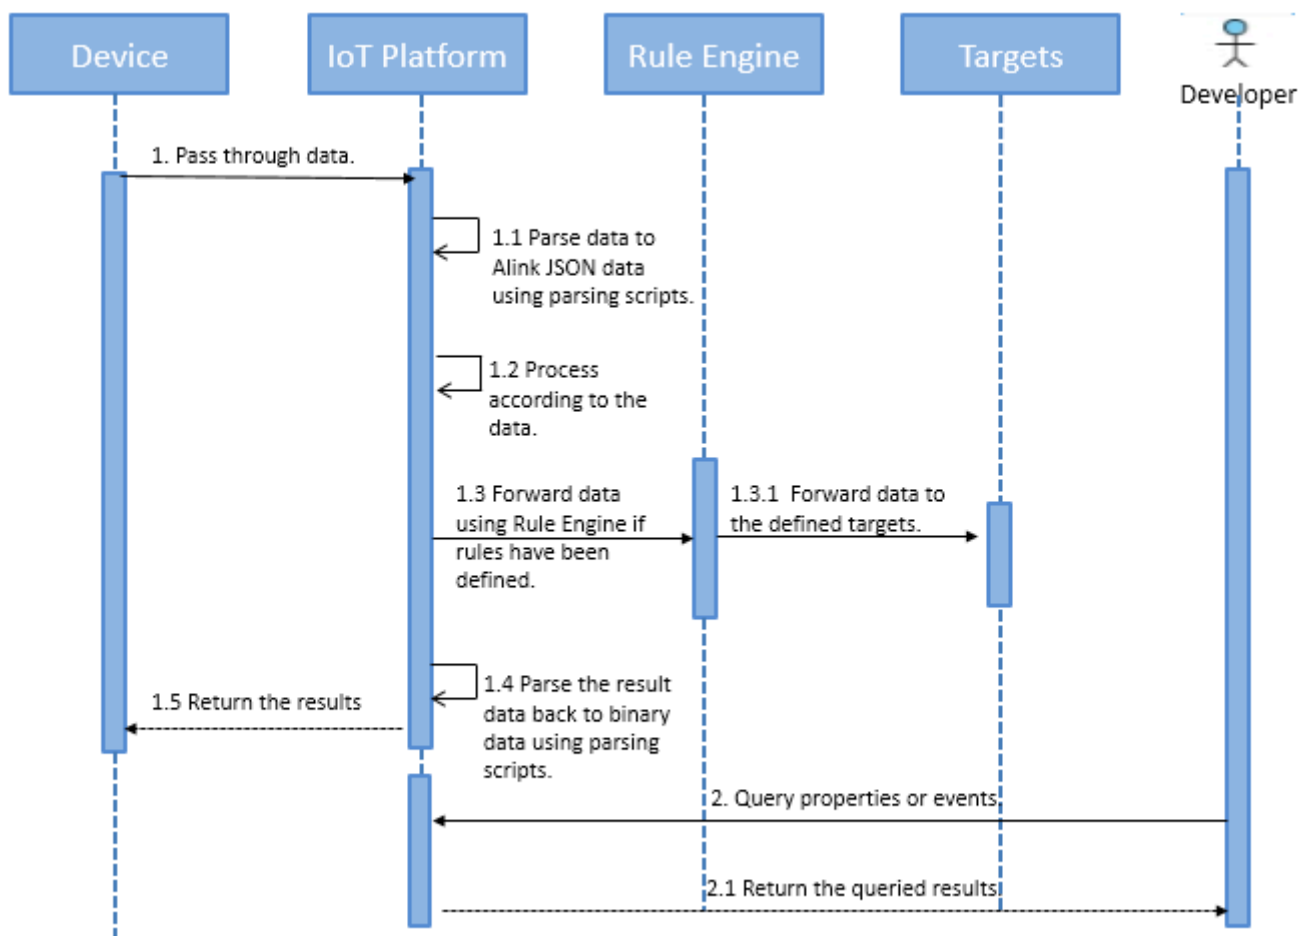 Device
IoT Platform
Rule Engine
Targets
Developer
1. Pass through data.
1.1 Parse data to
Alink JSON data
using parsing scripts.
1.2 Process
according to the
data.
1.3 Forward data
using Rule Engine if
rules have been
defined.
1.3.1  Forward data to
the defined targets.
1.4 Parse the result
data back to binary
data using parsing
scripts.
1.5 Return the results
2. Query properties or events.
2.1 Return the queried results.